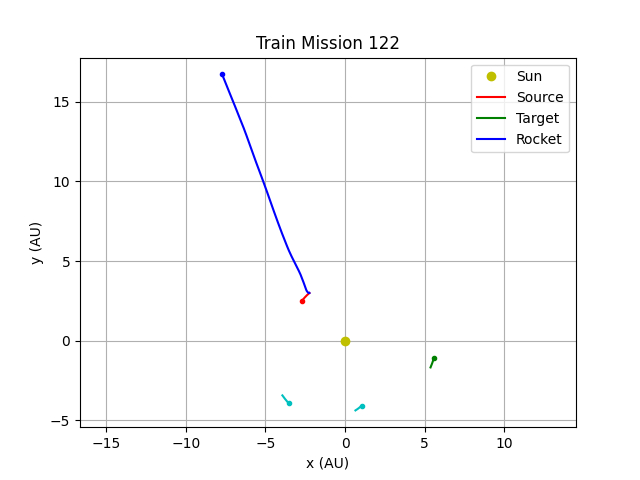 Train Mission 122
Sun
Source
Target
Rocket
y (AU)
15
10
5
0
−5
−15
−10
−5
0
5
10
x (AU)